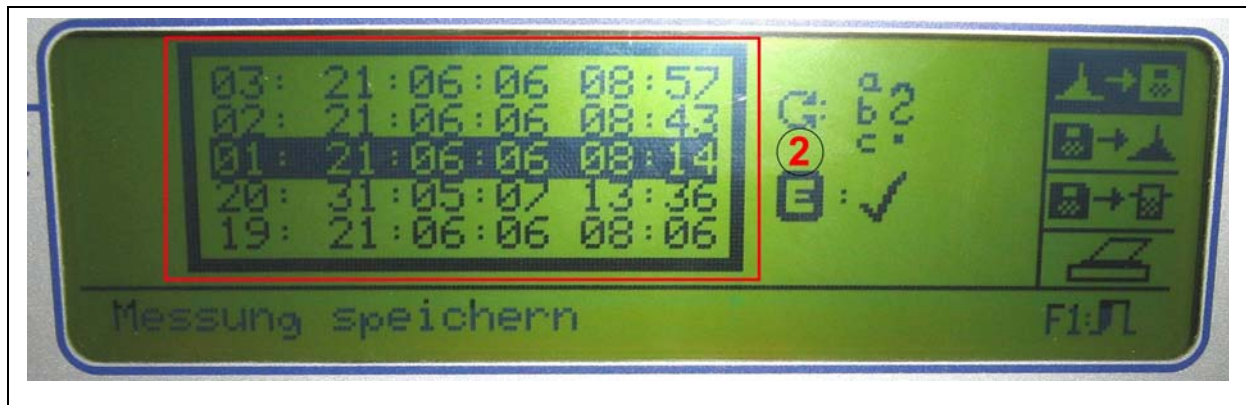 03: 21:06:06 08:57
02: 21:06:06 08:43
01: 21:06:06 08:14
20: 31:05:07 13:36
19: 21:06:06 08:06
a
b ?
c .
2
E : ✓
Messung speichern
F1: